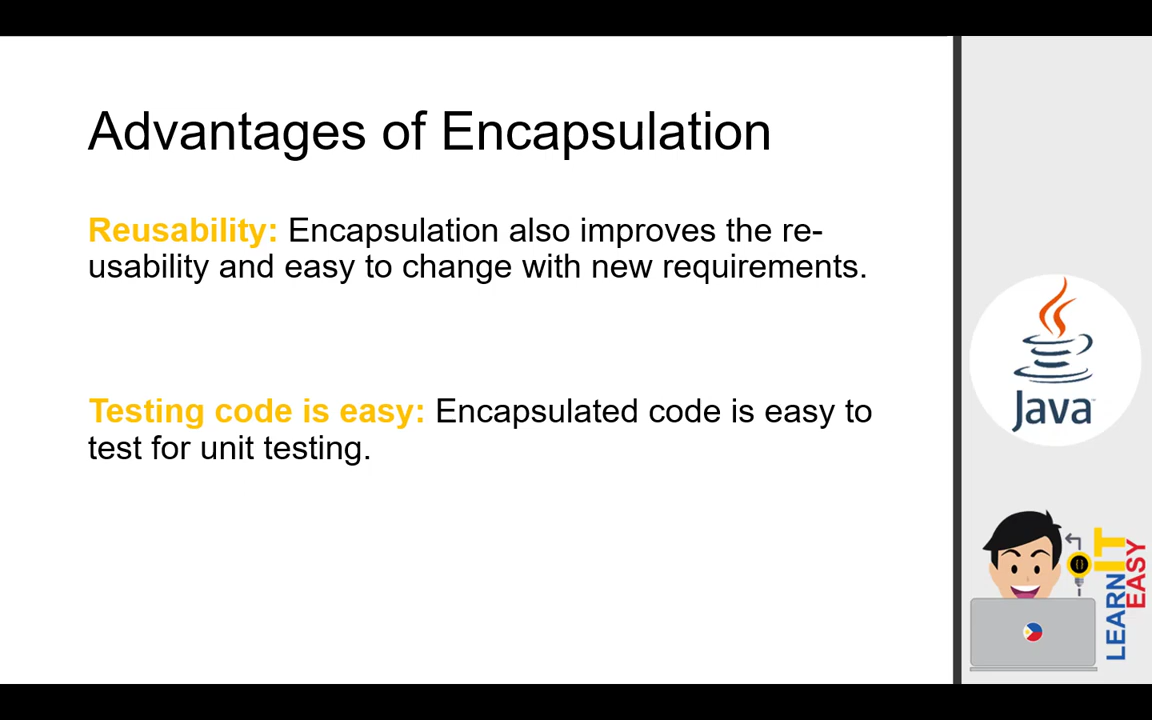 Advantages of Encapsulation
Reusability: Encapsulation also improves the re-
usability and easy to change with new requirements.
Testing code is easy: Encapsulated code is easy to
test for unit testing.
Java
LEARN IT
EASY